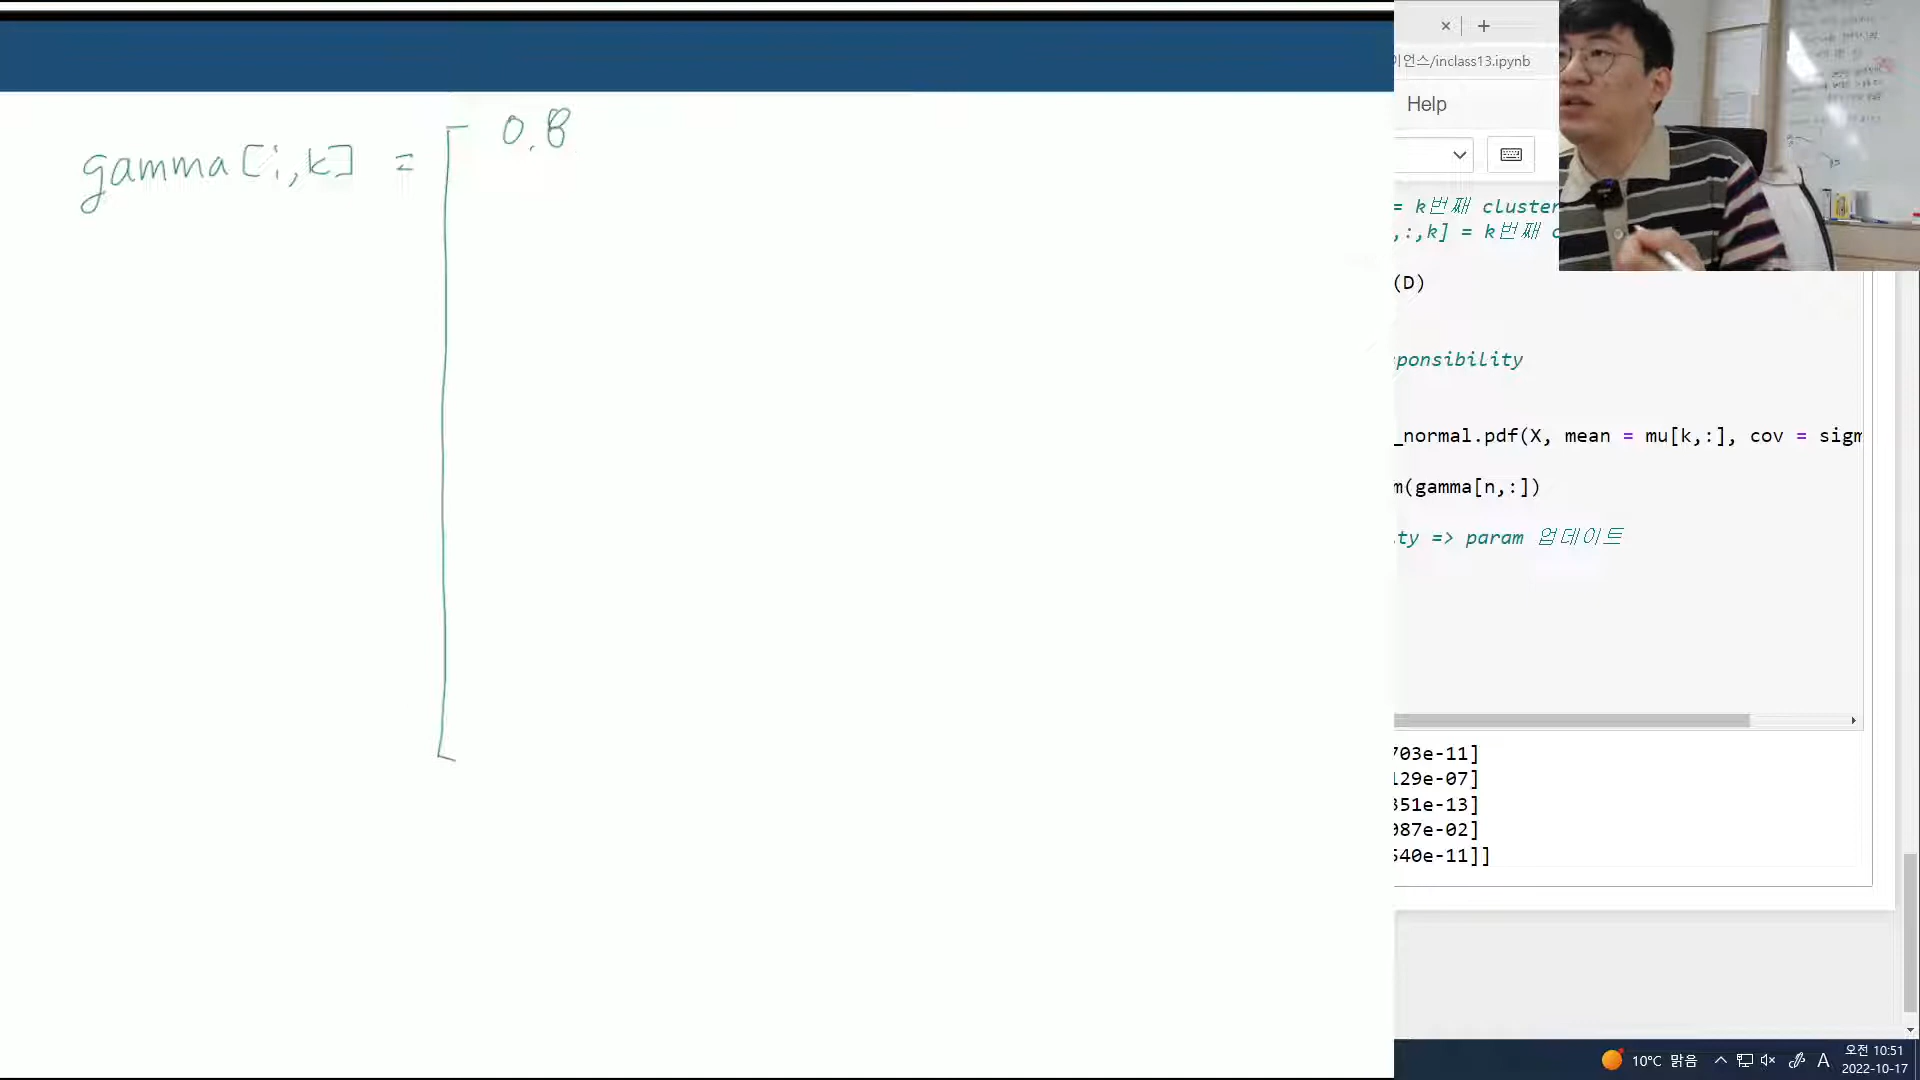 gamma[i,k] = [ 0.8
이언스/inclass13.ipynb
Help
= k번째 cluster
,:,k] = k번째 c
(D)
ponsibility
_normal.pdf(X, mean = mu[k,:], cov = sigm
m(gamma[n,:])
ty => param 업데이트
703e-11]
129e-07]
351e-13]
087e-02]
540e-11]]
10°C 맑음
A
오전 10:51
2022-10-17